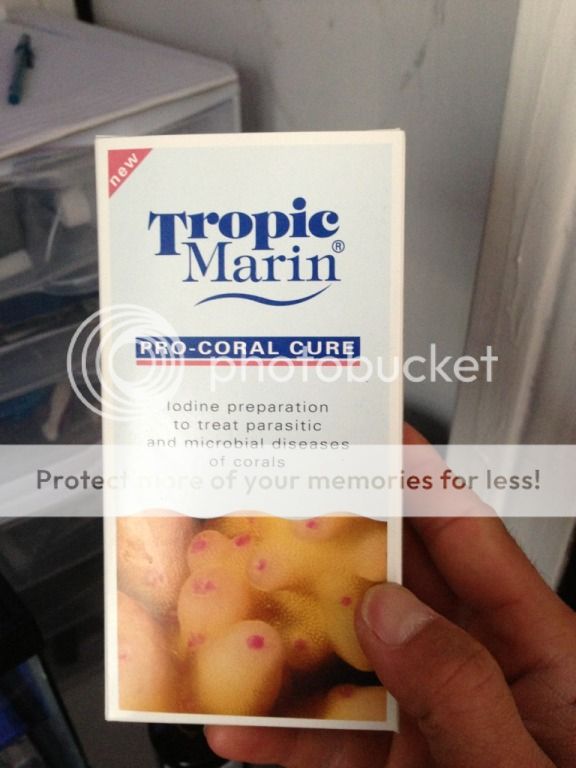 new
Tropic
Marin®
PRO-CORAL CURE
photobucket
Iodine preparation
to treat parasitic
and microbial diseases
of corals
Protect more of your memories for less!